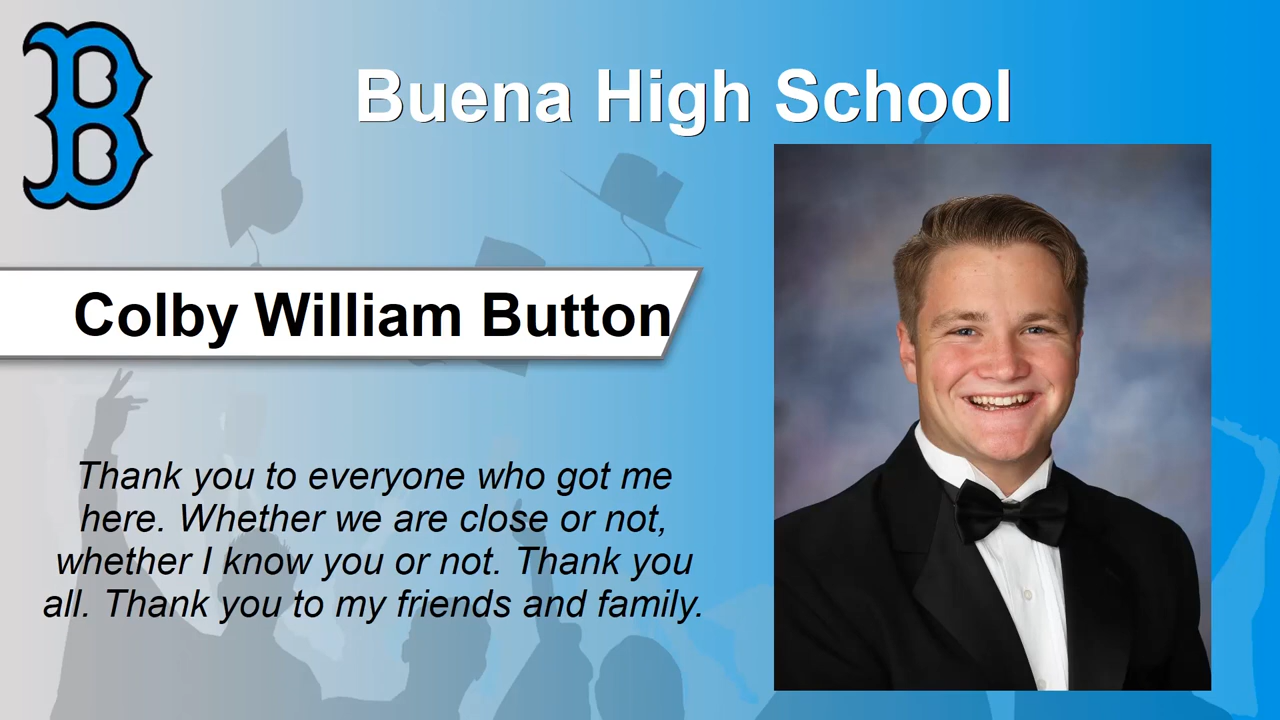 B
Buena High School
Colby William Button
Thank you to everyone who got me
here. Whether we are close or not,
whether I know you or not. Thank you
all. Thank you to my friends and family.